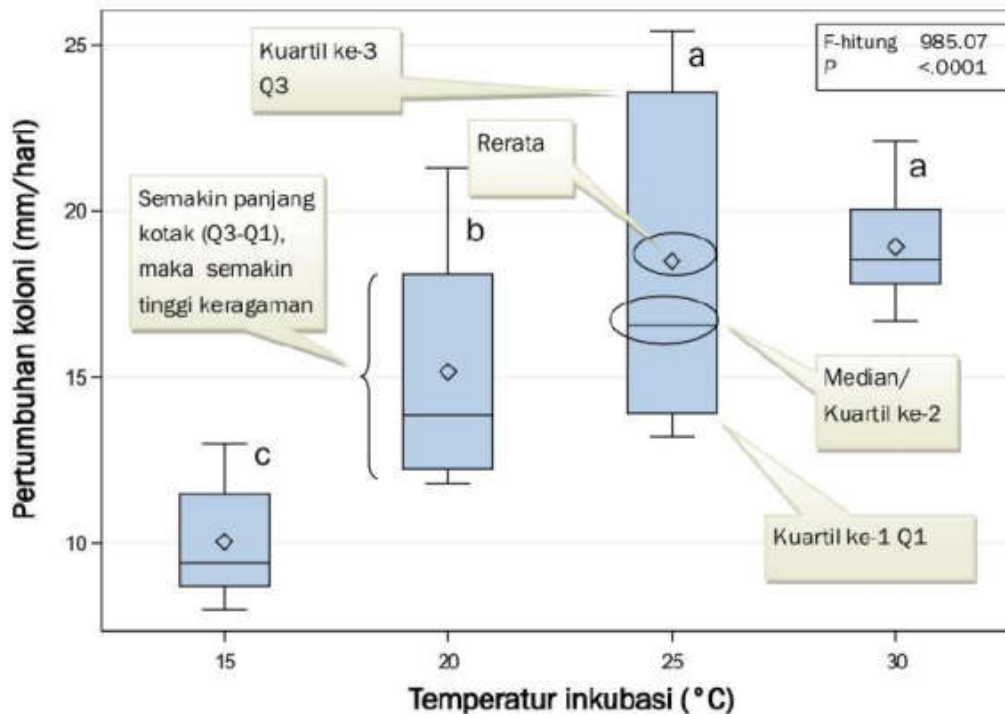 25
20
15
10
Pertumbuhan koloni (mm/hari)
Kuartil ke-3
Q3
Rerata
a
F-hitung 985.07
P <.0001
Semakin panjang
kotak (Q3-Q1),
maka semakin
tinggi keragaman
b
a
Median/
Kuartil ke-2
c
Kuartil ke-1 Q1
15 20 25 30
Temperatur inkubasi (°C)